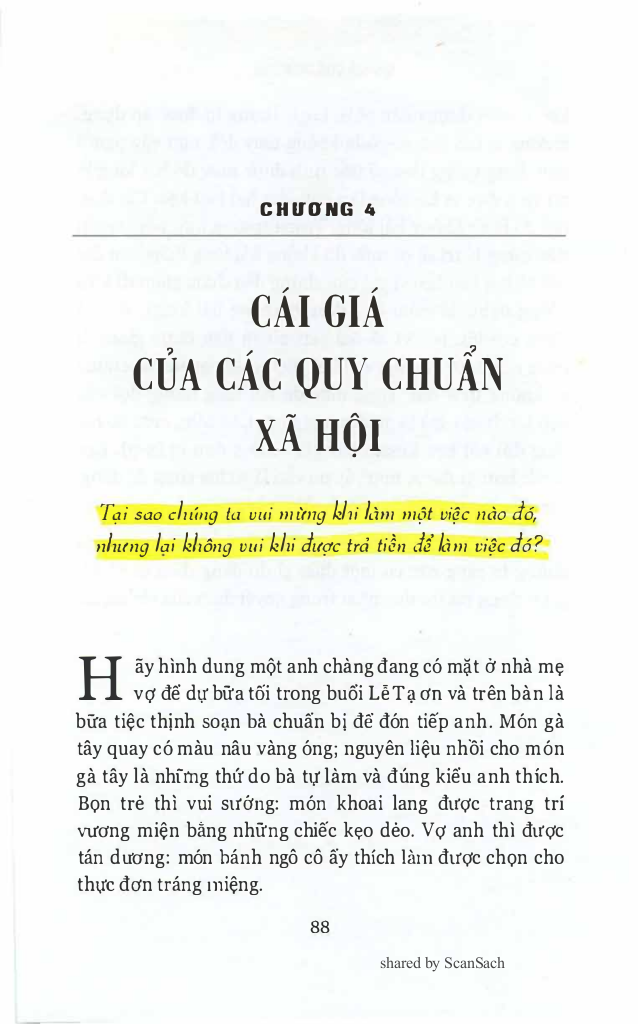 CHƯƠNG 4
CÁI GIÁ
CỦA CÁC QUY CHUẨN
XÃ HỘI
Tại sao chúng ta vui mừng khi làm một việc nào đó,
nhưng lại không vui khi được trả tiền để làm việc đó?
Hãy hình dung một anh chàng đang có mặt ở nhà mẹ
vợ để dự bữa tối trong buổi Lễ Tạ ơn và trên bàn là
bữa tiệc thịnh soạn bà chuẩn bị để đón tiếp anh. Món gà
tây quay có màu nâu vàng óng; nguyên liệu nhồi cho món
gà tây là những thứ do bà tự làm và đúng kiểu anh thích.
Bọn trẻ thì vui sướng: món khoai lang được trang trí
vương miện bằng những chiếc kẹo dẻo. Vợ anh thì được
tán dương: món bánh ngô cô ấy thích làm được chọn cho
thực đơn tráng miệng.
88
shared by ScanSach